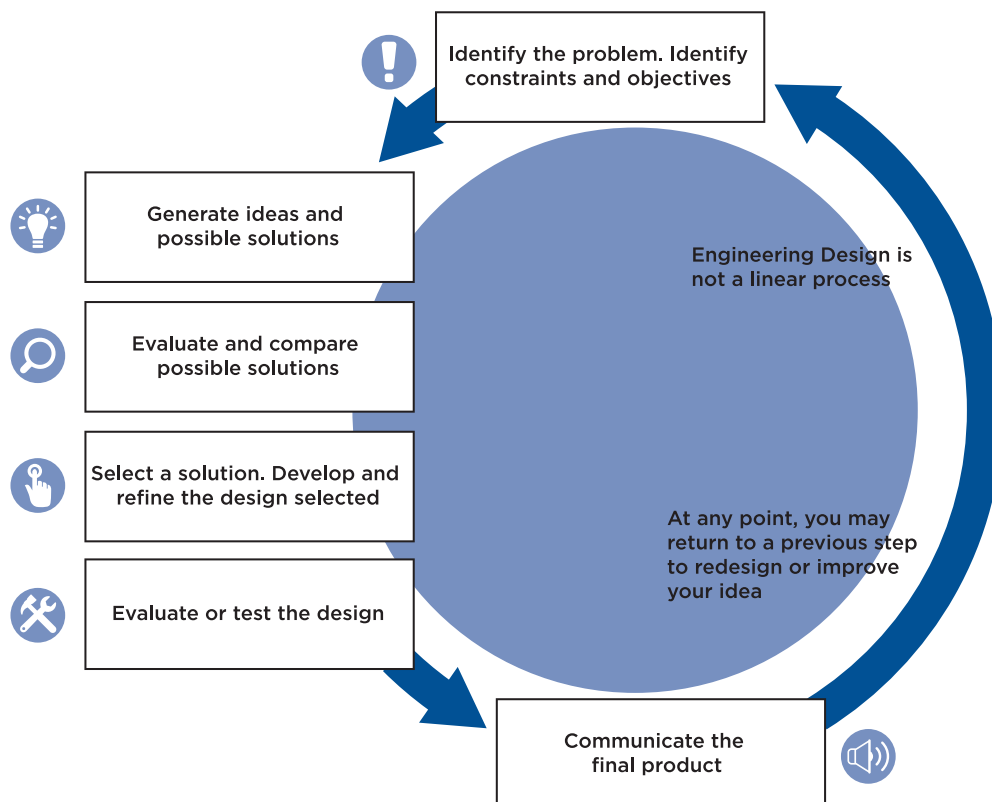 Identify the problem. Identify
constraints and objectives
Generate ideas and
possible solutions
Evaluate and compare
possible solutions
Select a solution. Develop and
refine the design selected
Evaluate or test the design
Communicate the
final product
Engineering Design is
not a linear process
At any point, you may
return to a previous step
to redesign or improve
your idea